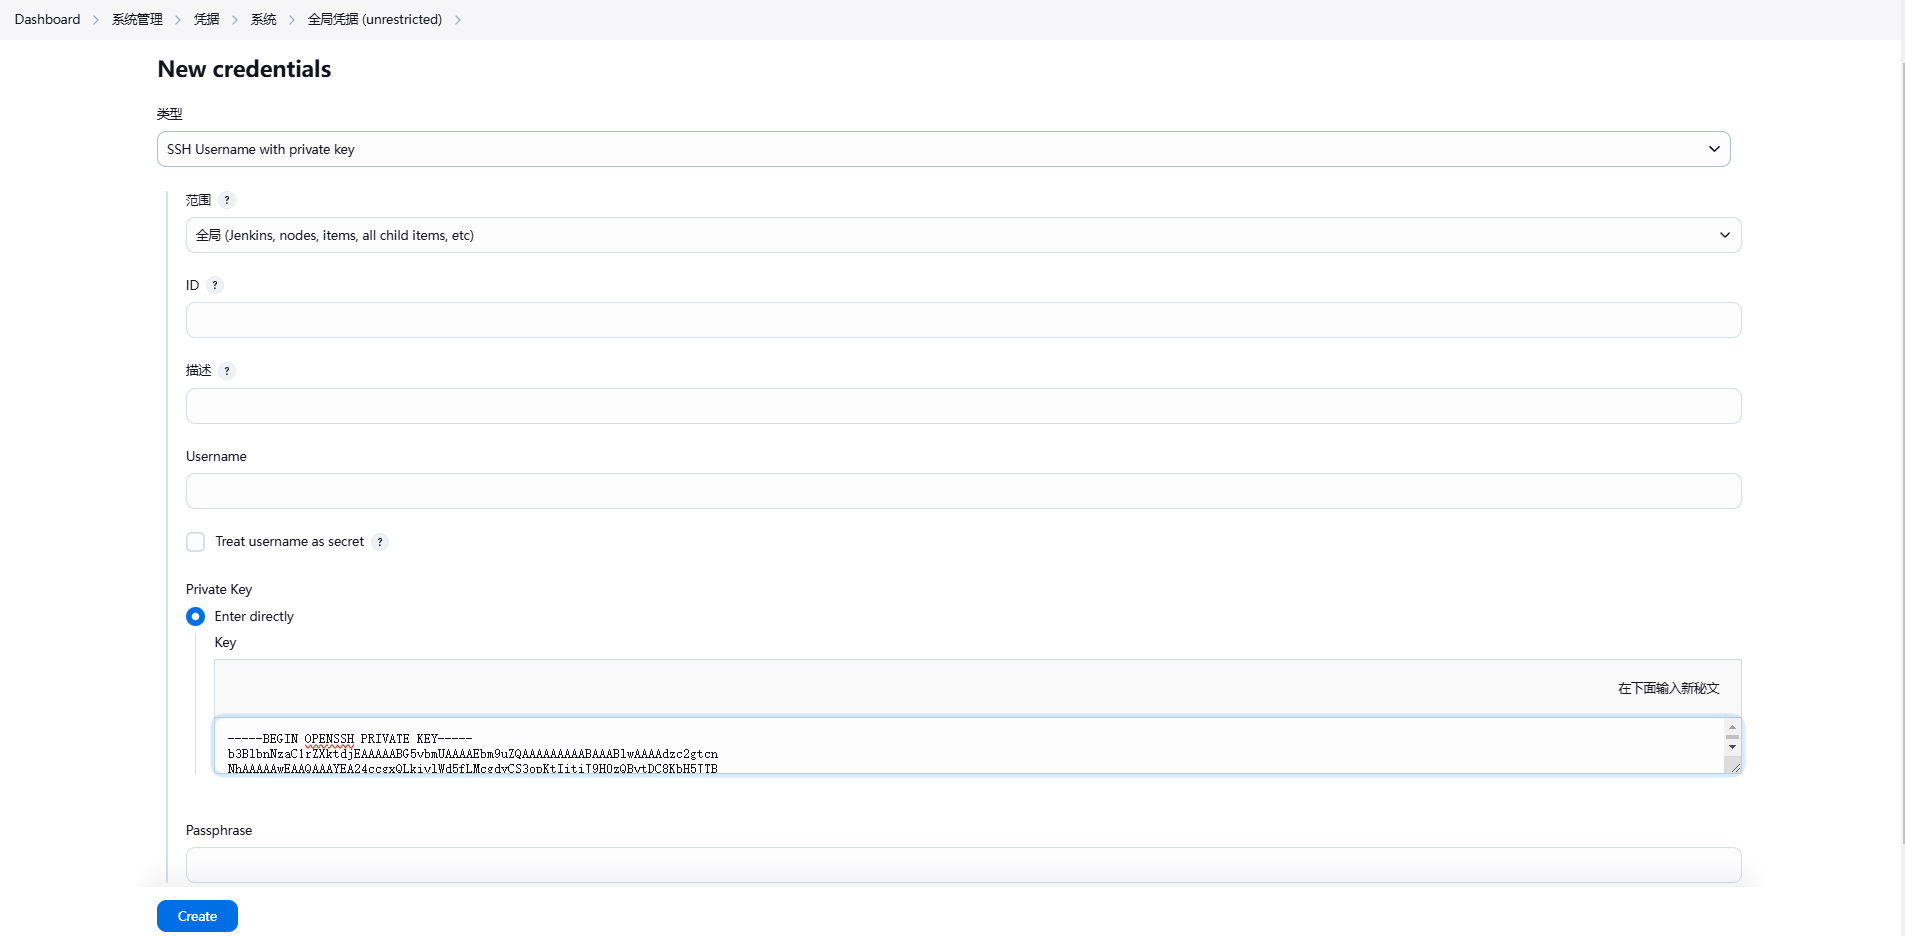 Dashboard > 系统管理 > 凭据 > 系统 > 全局凭据 (unrestricted) >
New credentials
类型
SSH Username with private key
范围 ?
全局 (Jenkins, nodes, items, all child items, etc)
ID ?
描述 ?
Username
Treat username as secret ?
Private Key
Enter directly
Key
在下面输入新秘文
-----BEGIN OPENSSH PRIVATE KEY-----
Passphrase
Create